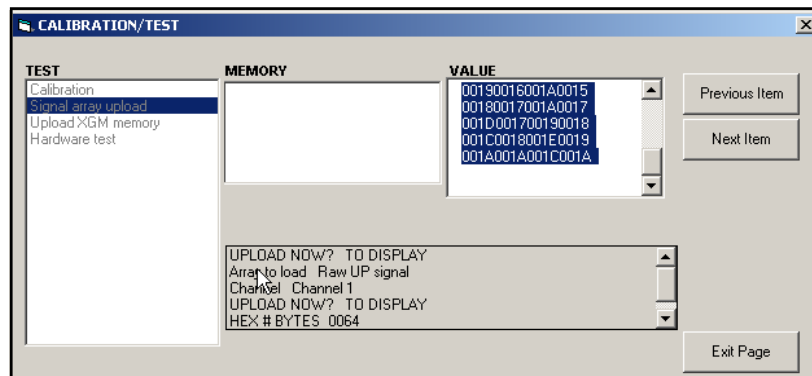 CALIBRATION/TEST
TEST
Calibration
Signal array upload
Upload XGM memory
Hardware test
MEMORY
VALUE
00190016001A0015
00180017001A0017
001D001700190018
001C0018001E0019
001A001A001C001A
Previous Item
Next Item
UPLOAD NOW? TO DISPLAY
Array to load Raw UP signal
Channel Channel 1
UPLOAD NOW? TO DISPLAY
HEX # BYTES 0064
Exit Page